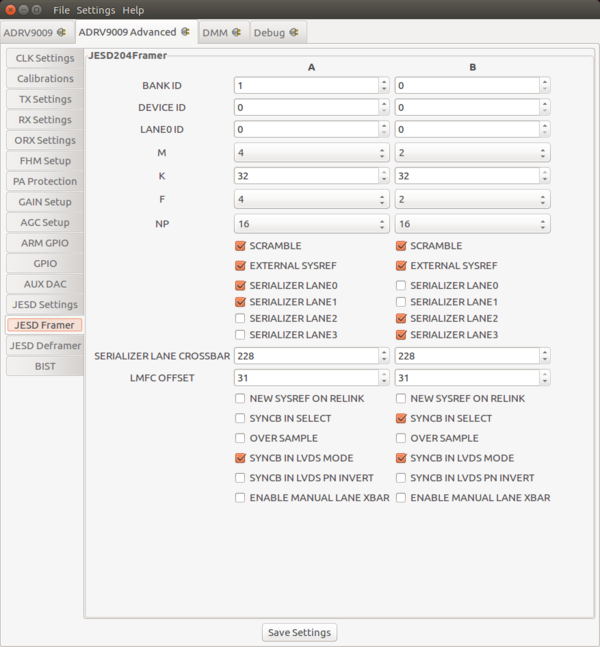 File Settings Help
ADRV9009 ADRV9009 Advanced DMM Debug
CLK Settings
Calibrations
TX Settings
RX Settings
ORX Settings
FHM Setup
PA Protection
GAIN Setup
AGC Setup
ARM GPIO
GPIO
AUX DAC
JESD Settings
JESD Framer
JESD Deframer
BIST
JESD204Framer
A B
BANK ID 1 0
DEVICE ID 0 0
LANE0 ID 0 0
M 4 2
K 32 32
F 4 2
NP 16 16
SCRAMBLE SCRAMBLE
EXTERNAL SYSREF EXTERNAL SYSREF
SERIALIZER LANE0 SERIALIZER LANE0
SERIALIZER LANE1 SERIALIZER LANE1
SERIALIZER LANE2 SERIALIZER LANE2
SERIALIZER LANE3 SERIALIZER LANE3
SERIALIZER LANE CROSSBAR 228 228
LMFC OFFSET 31 31
NEW SYSREF ON RELINK NEW SYSREF ON RELINK
SYNCB IN SELECT SYNCB IN SELECT
OVER SAMPLE OVER SAMPLE
SYNCB IN LVDS MODE SYNCB IN LVDS MODE
SYNCB IN LVDS PN INVERT SYNCB IN LVDS PN INVERT
ENABLE MANUAL LANE XBAR ENABLE MANUAL LANE XBAR
Save Settings